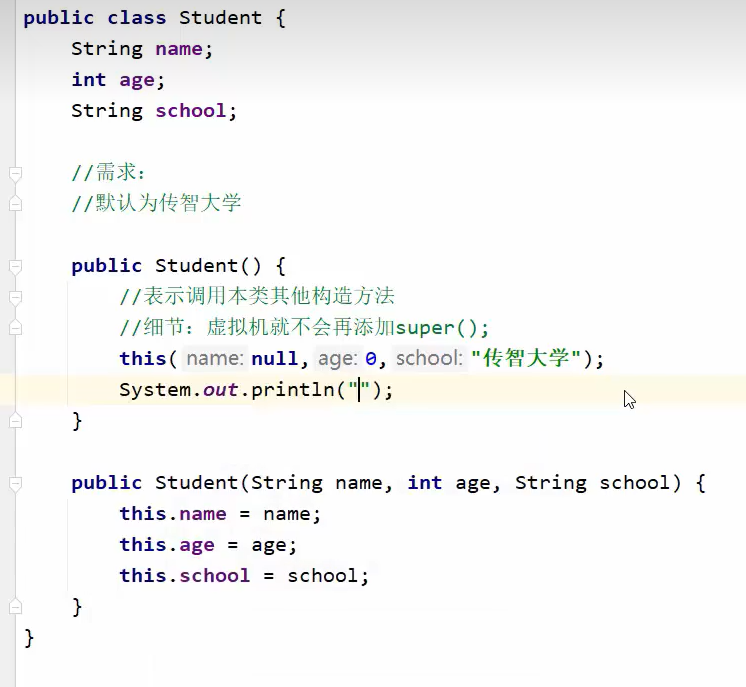 public class Student {
String name;
int age;
String school;
//需求：
//默认为传智大学
public Student() {
//表示调用本类其他构造方法
//细节：虚拟机就不会再添加super();
this( name: null, age: 0, school: "传智大学");
System.out.println("");
}
public Student(String name, int age, String school) {
this.name = name;
this.age = age;
this.school = school;
}
}